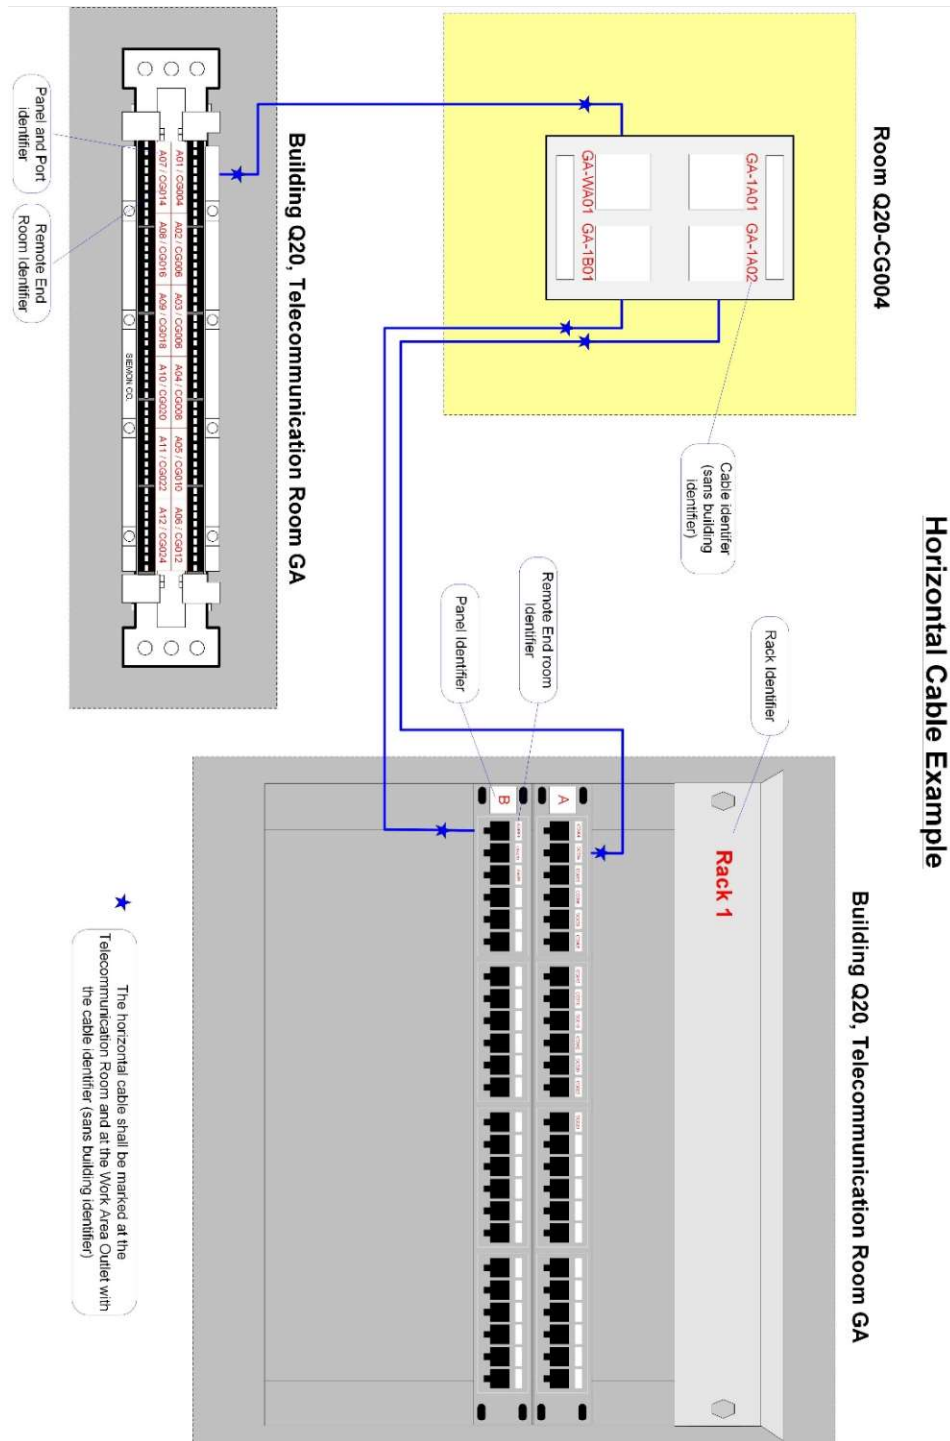 Horizontal Cable Example
Room Q20-CG004
GA-1A01
GA-1A02
GA-WA01
GA-1B01
Cable identifer
(sans building
identifier)
Building Q20, Telecommunication Room GA
A01 / CG004
A02 / CG006
A03 / CG006
A04 / CG008
A05 / CG010
A06 / CG012
A07 / CG014
A08 / CG016
A09 / CG018
A10 / CG020
A11 / CG022
A12 / CG024
SIEMON CO.
Panel and Port
identifier
Remote End
Room Identifier
Building Q20, Telecommunication Room GA
Rack Identifier
Rack 1
Remote End room
Identifier
Panel Identifier
A
B
The horizontal cable shall be marked at the
Telecommunication Room and at the Work Area Outlet with
the cable identifier (sans building identifier)